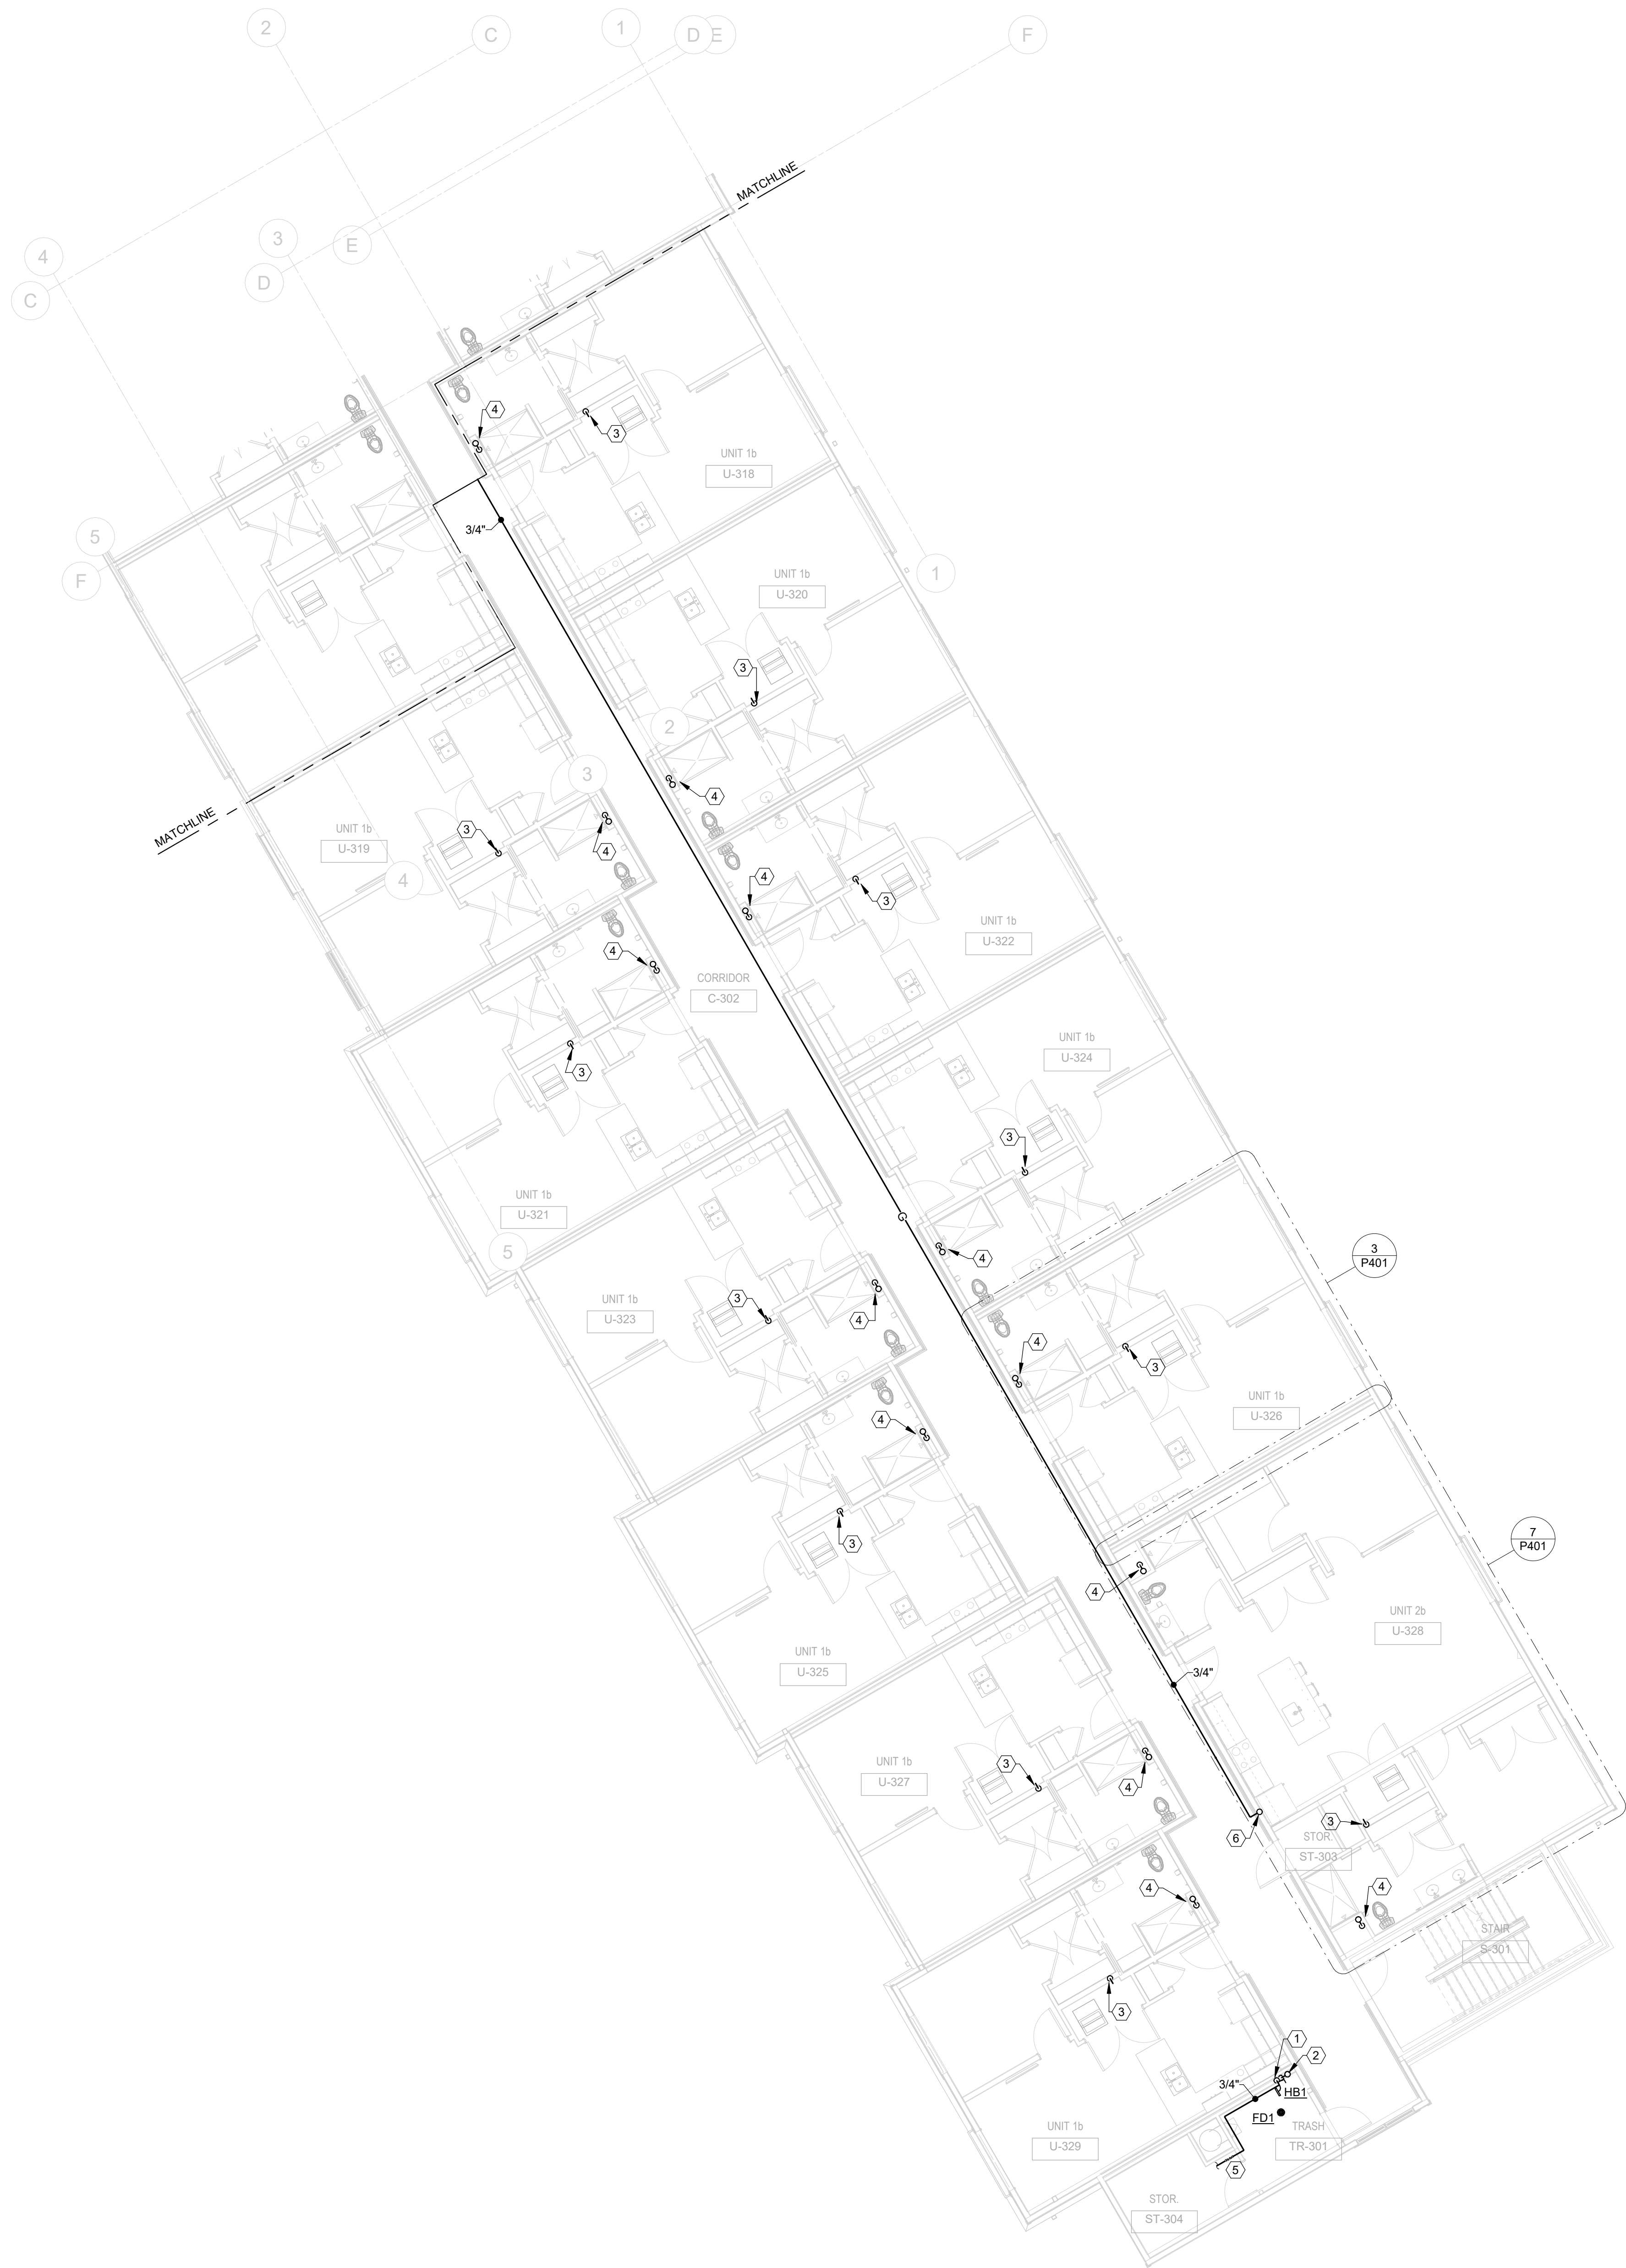 2
C
1
D
E
F
MATCHLINE
3
E
4
D
C
4
3
UNIT 1b
U-318
3/4"
5
F
UNIT 1b
U-320
1
3
2
3
4
MATCHLINE
UNIT 1b
U-319
3
4
4
4
3
UNIT 1b
U-322
4
CORRIDOR
C-302
UNIT 1b
U-324
3
3
UNIT 1b
U-321
5
4
3
P401
UNIT 1b
U-323
3
4
4
3
UNIT 1b
U-326
4
3
7
P401
4
UNIT 2b
U-328
UNIT 1b
U-325
3/4"
UNIT 1b
U-327
3
4
6
3
STOR.
ST-303
4
4
STAIR
S-301
3
1
2
3/4"
HB1
FD1
UNIT 1b
U-329
TRASH
TR-301
5
STOR.
ST-304